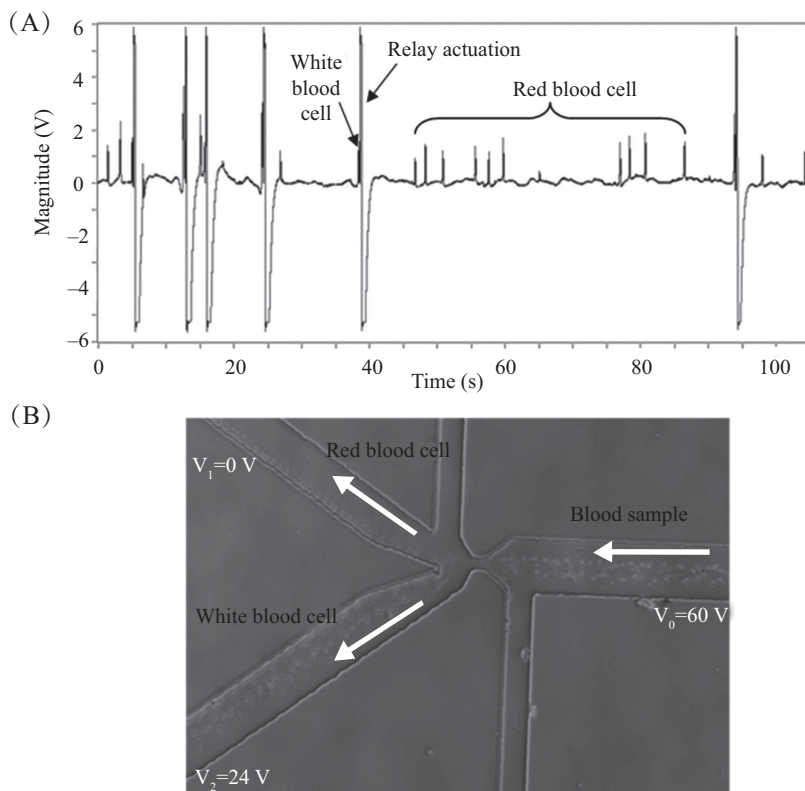 (A)
Magnitude (V)
6
4
2
0
−2
−4
−6
White
blood
cell
Relay actuation
Red blood cell
0
20
40
60
80
100
Time (s)
(B)
Red blood cell
V₁=0 V
Blood sample
White blood cell
V₀=60 V
V₂=24 V